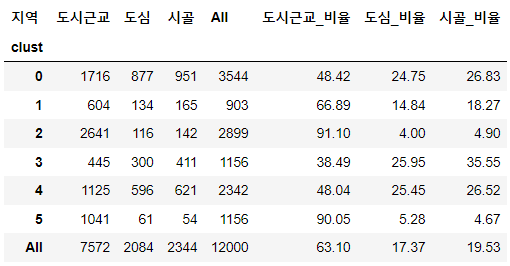 지역 도시근교 도심 시골 All 도시근교_비율 도심_비율 시골_비율
clust
0 1716 877 951 3544 48.42 24.75 26.83
1 604 134 165 903 66.89 14.84 18.27
2 2641 116 142 2899 91.10 4.00 4.90
3 445 300 411 1156 38.49 25.95 35.55
4 1125 596 621 2342 48.04 25.45 26.52
5 1041 61 54 1156 90.05 5.28 4.67
All 7572 2084 2344 12000 63.10 17.37 19.53